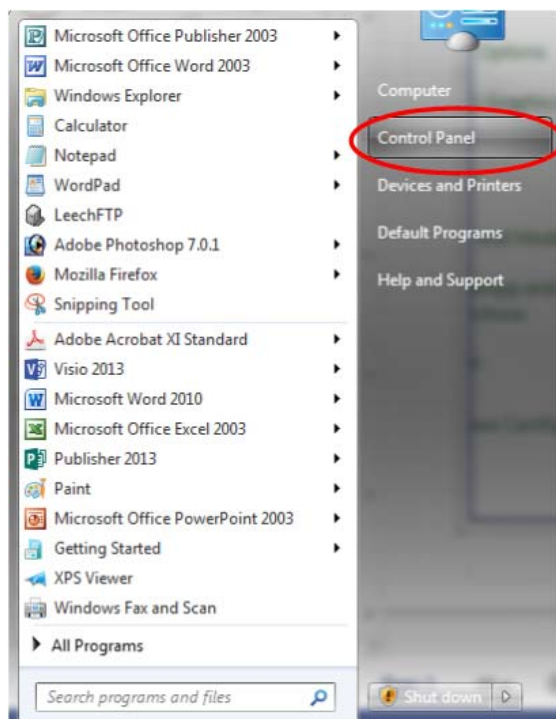 Microsoft Office Publisher 2003
Microsoft Office Word 2003
Windows Explorer
Calculator
Notepad
WordPad
LeechFTP
Adobe Photoshop 7.0.1
Mozilla Firefox
Snipping Tool
Adobe Acrobat XI Standard
Visio 2013
Microsoft Word 2010
Microsoft Office Excel 2003
Publisher 2013
Paint
Microsoft Office PowerPoint 2003
Getting Started
XPS Viewer
Windows Fax and Scan
All Programs
Search programs and files
Computer
Control Panel
Devices and Printers
Default Programs
Help and Support
Shut down